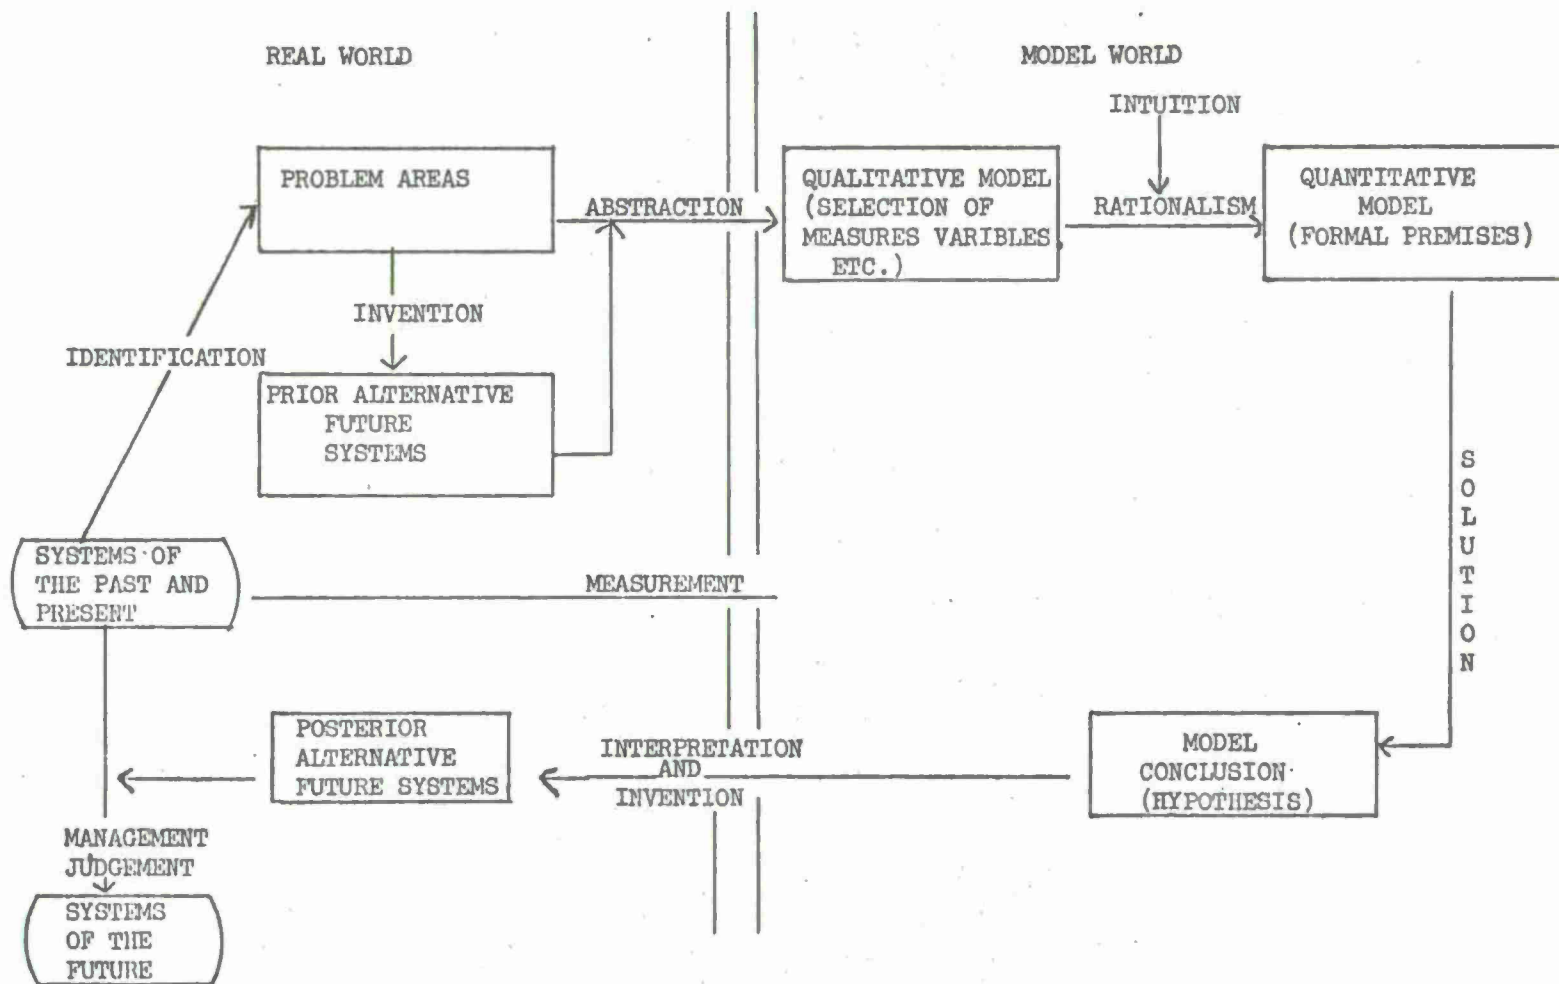 REAL WORLD
MODEL WORLD
INTUITION
PROBLEM AREAS
ABSTRACTION
QUALITATIVE MODEL
(SELECTION OF
MEASURES VARIBLES
ETC.)
RATIONALISM
QUANTITATIVE
MODEL
(FORMAL PREMISES)
INVENTION
IDENTIFICATION
PRIOR ALTERNATIVE
FUTURE
SYSTEMS
SOLUTION
SYSTEMS OF
THE PAST AND
PRESENT
MEASUREMENT
POSTERIOR
ALTERNATIVE
FUTURE SYSTEMS
INTERPRETATION
AND
INVENTION
MODEL
CONCLUSION
(HYPOTHESIS)
MANAGEMENT
JUDGEMENT
SYSTEMS
OF THE
FUTURE